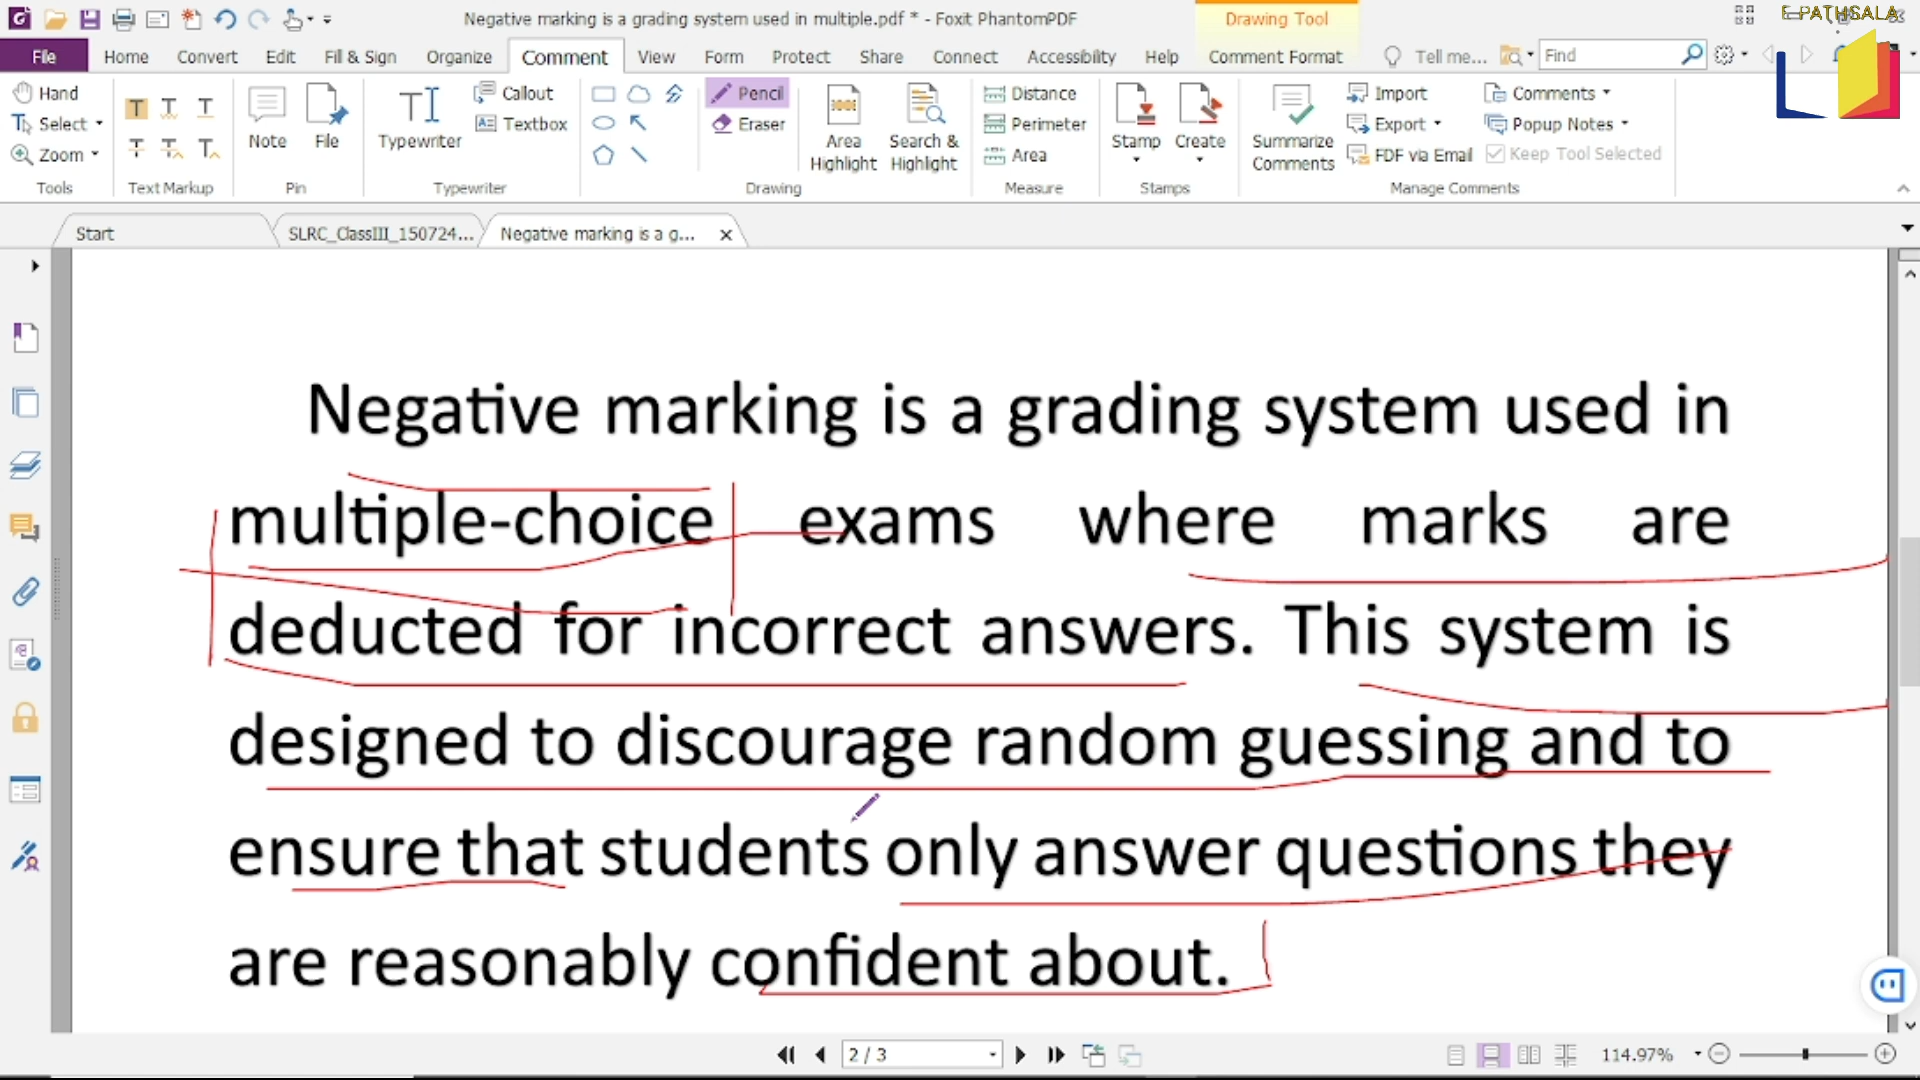 Negative marking is a grading system used in multiple.pdf * - Foxit PhantomPDF
Drawing Tool
E PATHSALA
File Home Convert Edit Fill & Sign Organize Comment View Form Protect Share Connect Accessibility Help Comment Format Tell me... Find
Hand
Select
Zoom
Tools
Text Markup
Note
File
Pin
Typewriter
Callout
Textbox
Typewriter
Pencil
Eraser
Area Highlight
Search & Highlight
Drawing
Distance
Perimeter
Area
Measure
Stamp
Create
Stamps
Summarize Comments
Import
Export
FDF via Email
Comments
Popup Notes
Keep Tool Selected
Manage Comments
Start
SLRC_ClassIII_150724...
Negative marking is a g...
Negative marking is a grading system used in
multiple-choice exams where marks are
deducted for incorrect answers. This system is
designed to discourage random guessing and to
ensure that students only answer questions they
are reasonably confident about.
2 / 3
114.97%